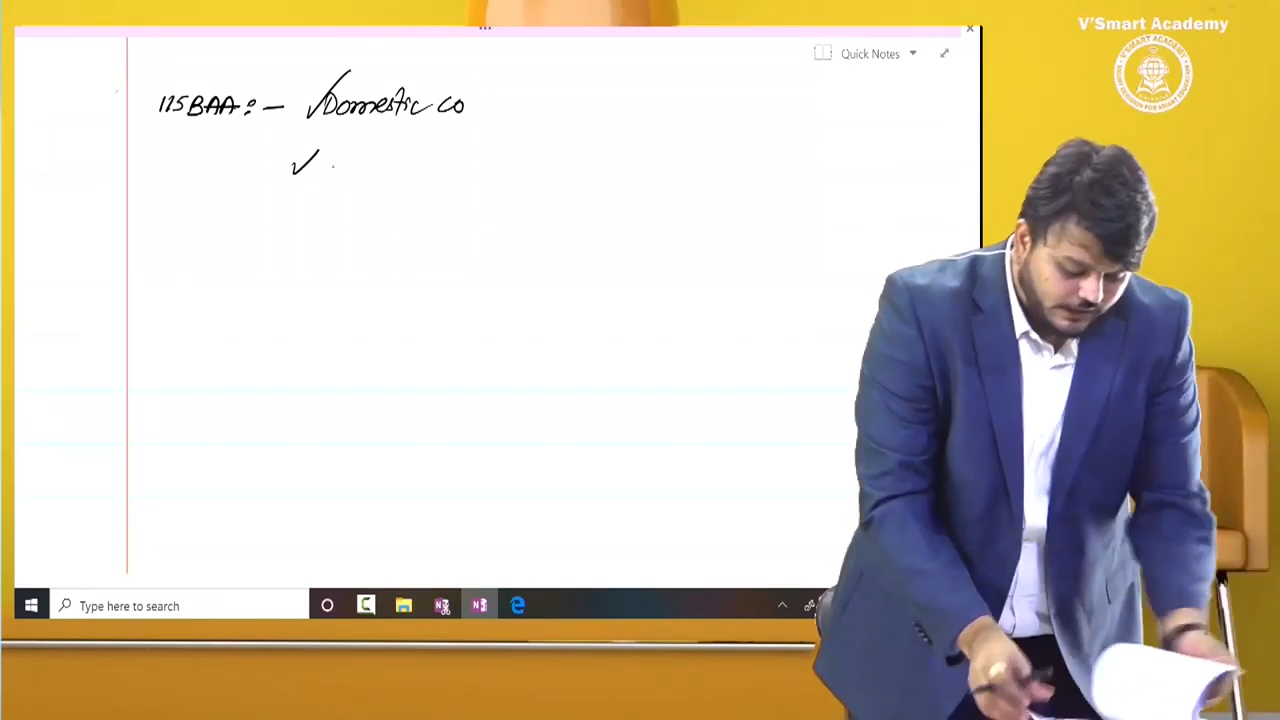 V'Smart Academy
Quick Notes
115BAA:- ✓Domestic co
✓
Type here to search